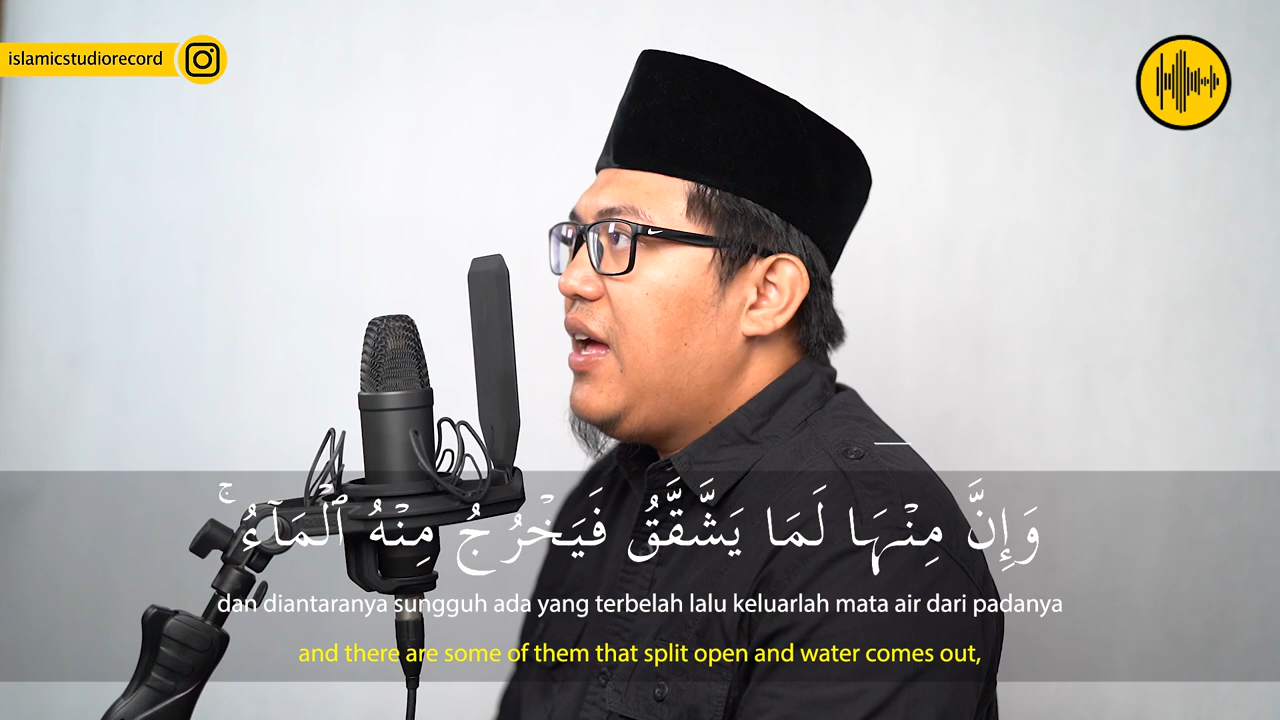 islamicstudiorecord
وَإِنَّ مِنْهَا لَمَا يَشَّقَّقُ فَيَخْرُجُ مِنْهُ ٱلْمَآءُ ۚ
dan diantaranya sungguh ada yang terbelah lalu keluarlah mata air dari padanya
and there are some of them that split open and water comes out,